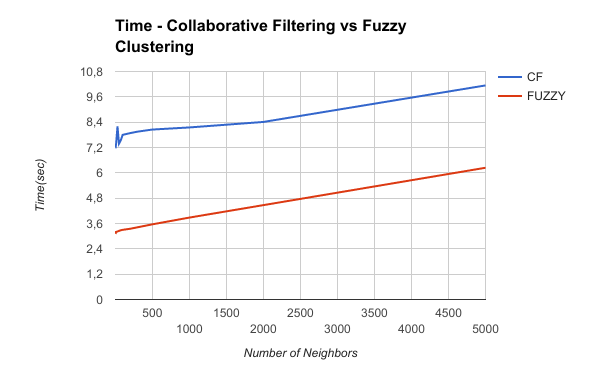 Time - Collaborative Filtering vs Fuzzy
Clustering
10,8
9,6
8,4
7,2
6
4,8
3,6
2,4
1,2
0
Time(sec)
CF
FUZZY
500 1500 2500 3500 4500
1000 2000 3000 4000 5000
Number of Neighbors